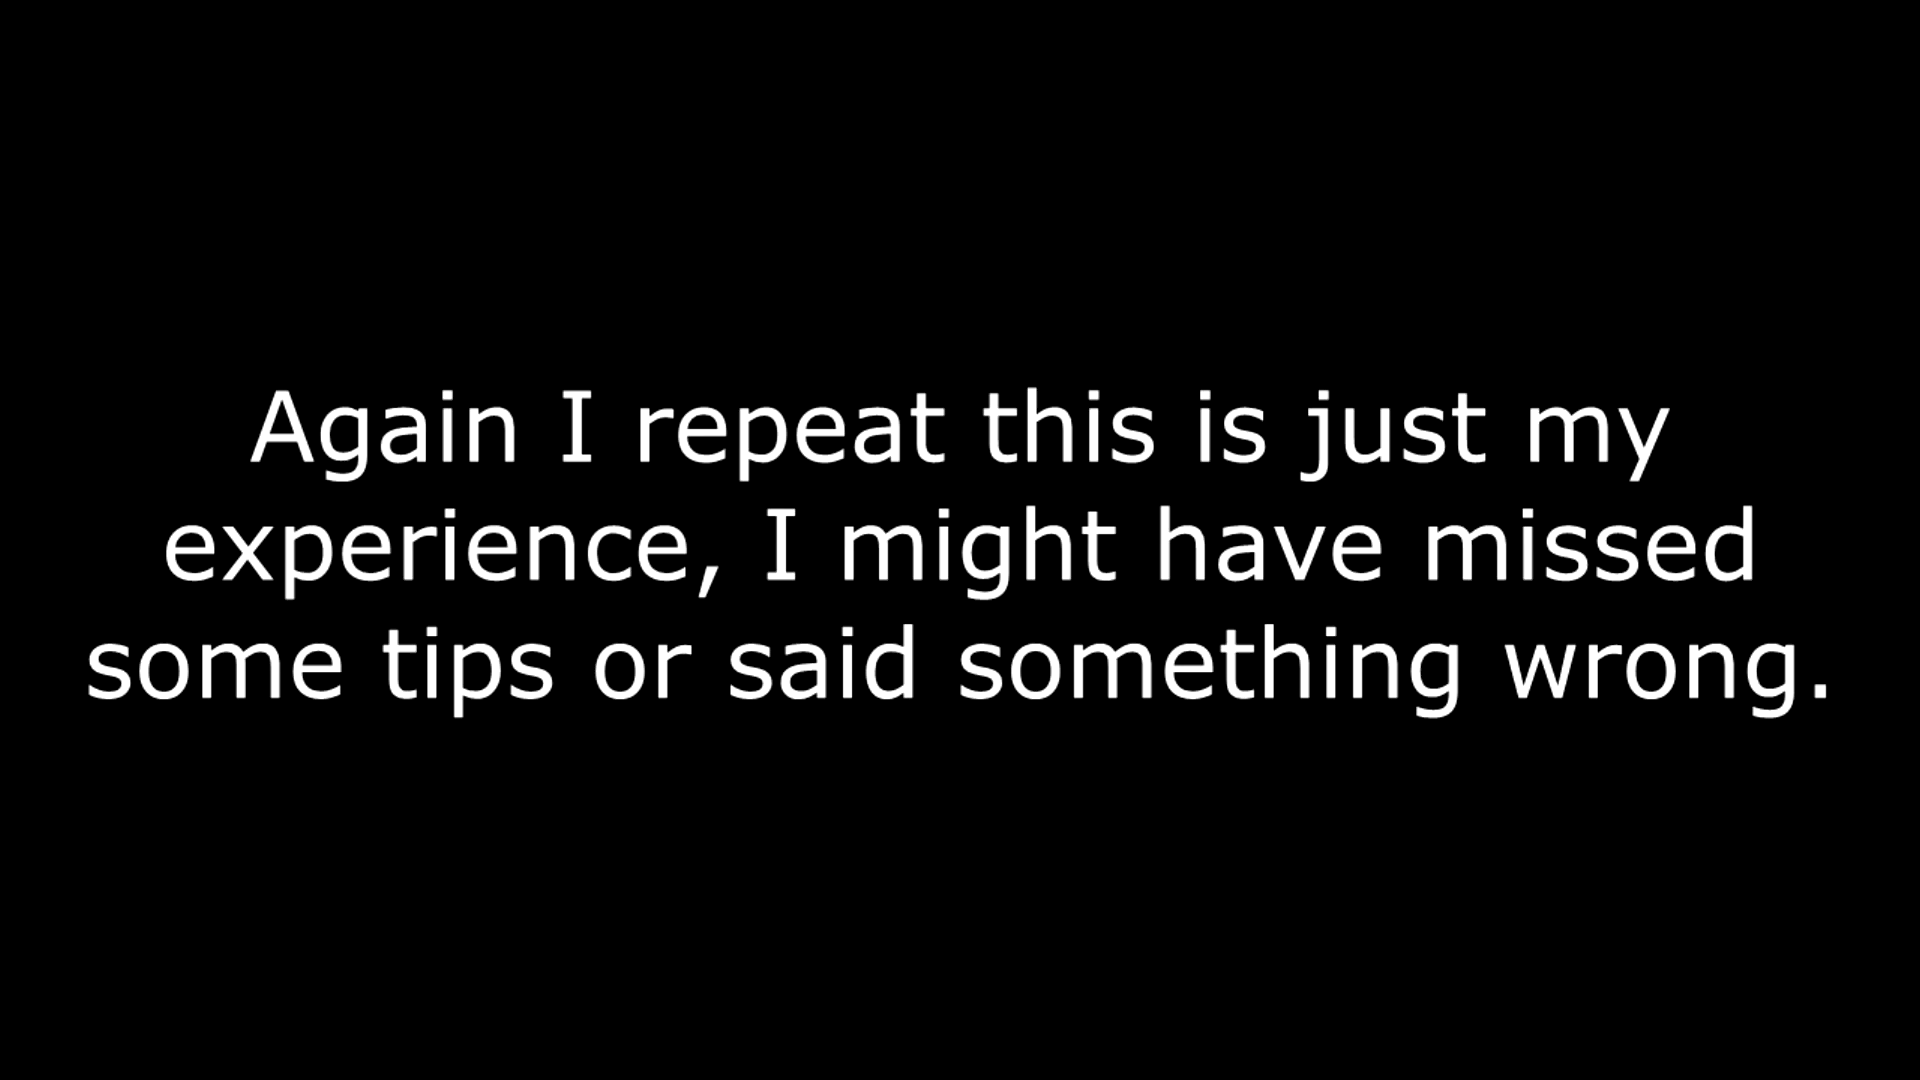 Again I repeat this is just my
experience, I might have missed
some tips or said something wrong.